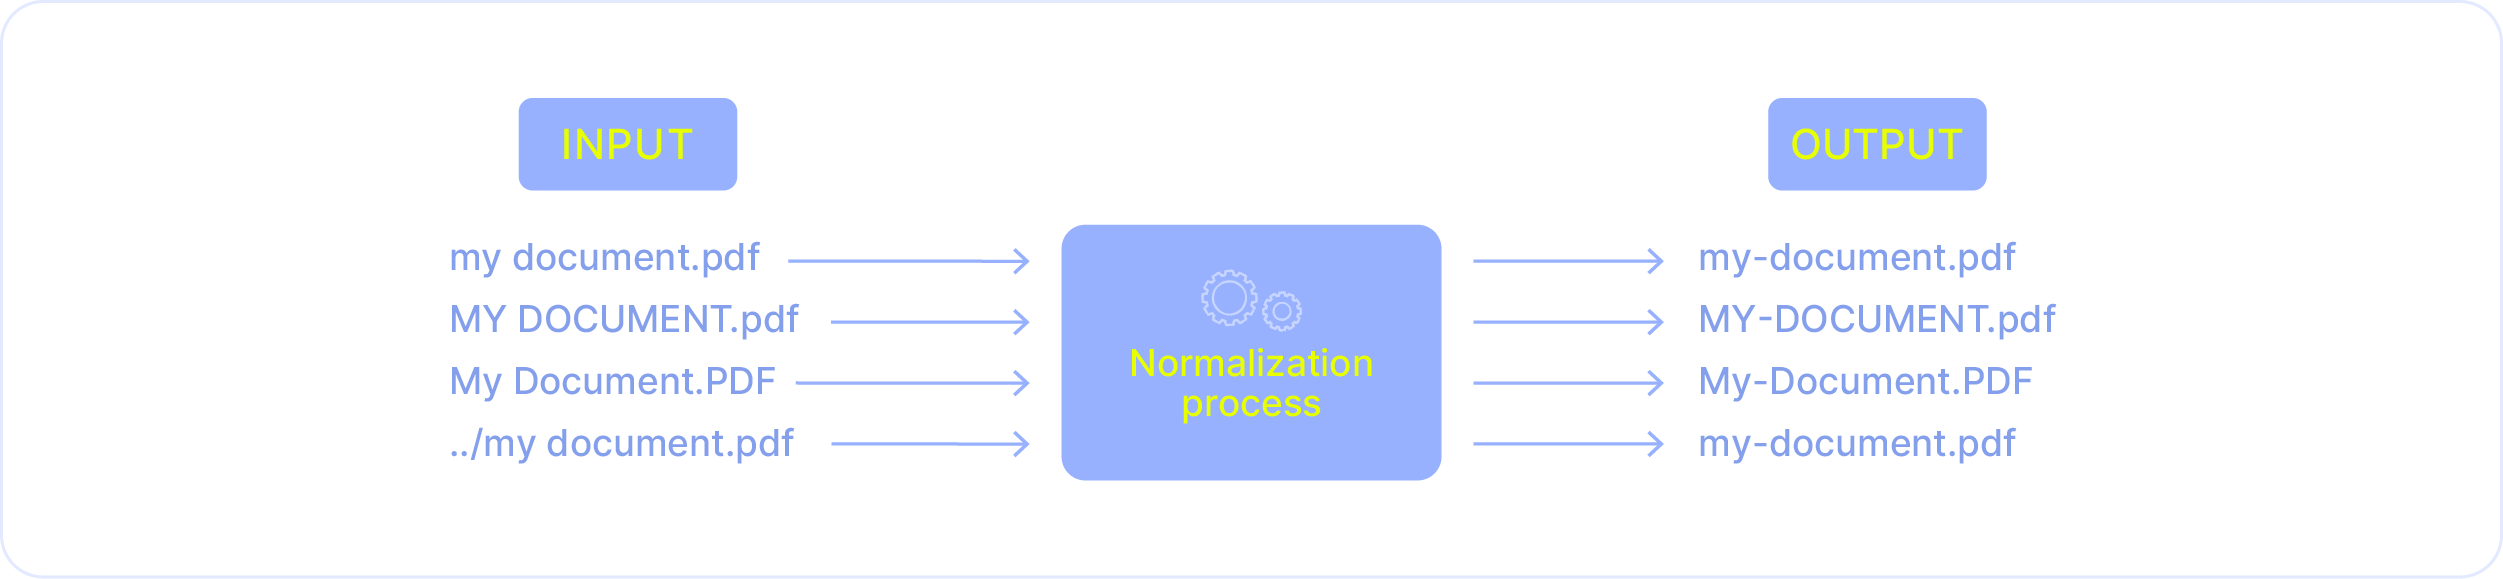 INPUT
OUTPUT
my document.pdf
MY DOCUMENT.pdf
My Document.PDF
../my document.pdf
Normalization
process
my-document.pdf
MY-DOCUMENT.pdf
My-Document.PDF
my-document.pdf